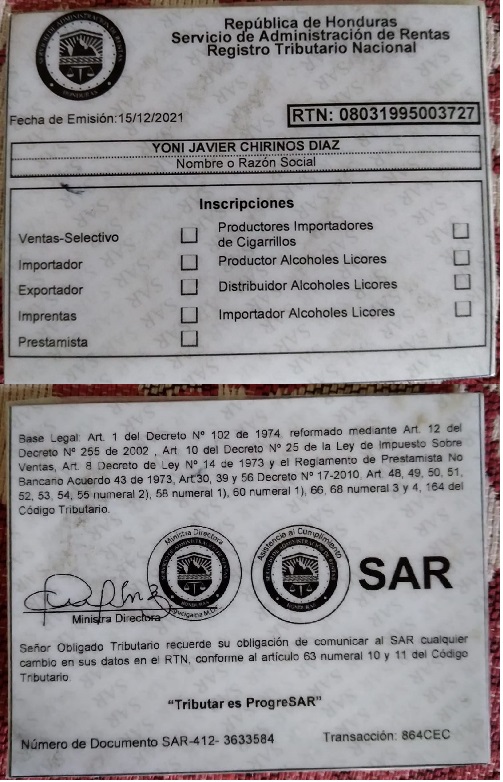 República de Honduras
Servicio de Administración de Rentas
Registro Tributario Nacional
Fecha de Emisión:15/12/2021
RTN: 08031995003727
YONI JAVIER CHIRINOS DIAZ
Nombre o Razón Social
Inscripciones
Ventas-Selectivo
Productores Importadores
de Cigarrillos
Importador
Productor Alcoholes Licores
Exportador
Distribuidor Alcoholes Licores
Imprentas
Importador Alcoholes Licores
Prestamista
Base Legal: Art. 1 del Decreto Nº 102 de 1974, reformado mediante Art. 12 del
Decreto Nº 255 de 2002 , Art. 10 del Decreto Nº 25 de la Ley de Impuesto Sobre
Ventas, Art. 8 Decreto de Ley Nº 14 de 1973 y el Reglamento de Prestamista No
Bancano Acuerdo 43 de 1973, Art.30, 39 y 56 Decreto Nº 17-2010, Art. 48, 49, 50, 51,
52, 53, 54, 55 numeral 2), 58 numeral 1), 60 numeral 1), 66, 68 numeral 3 y 4, 164 del
Código Tributario.
Ministra Directora
Asistencia al Cumplimiento
SAR
Ministra Directora
Señor Obligado Tributario recuerde su obligación de comunicar al SAR cualquier
cambio en sus datos en el RTN, conforme al artículo 63 numeral 10 y 11 del Código
Tributario.
“Tributar es ProgreSAR”
Número de Documento SAR-412- 3633584
Transacción: 864CEC